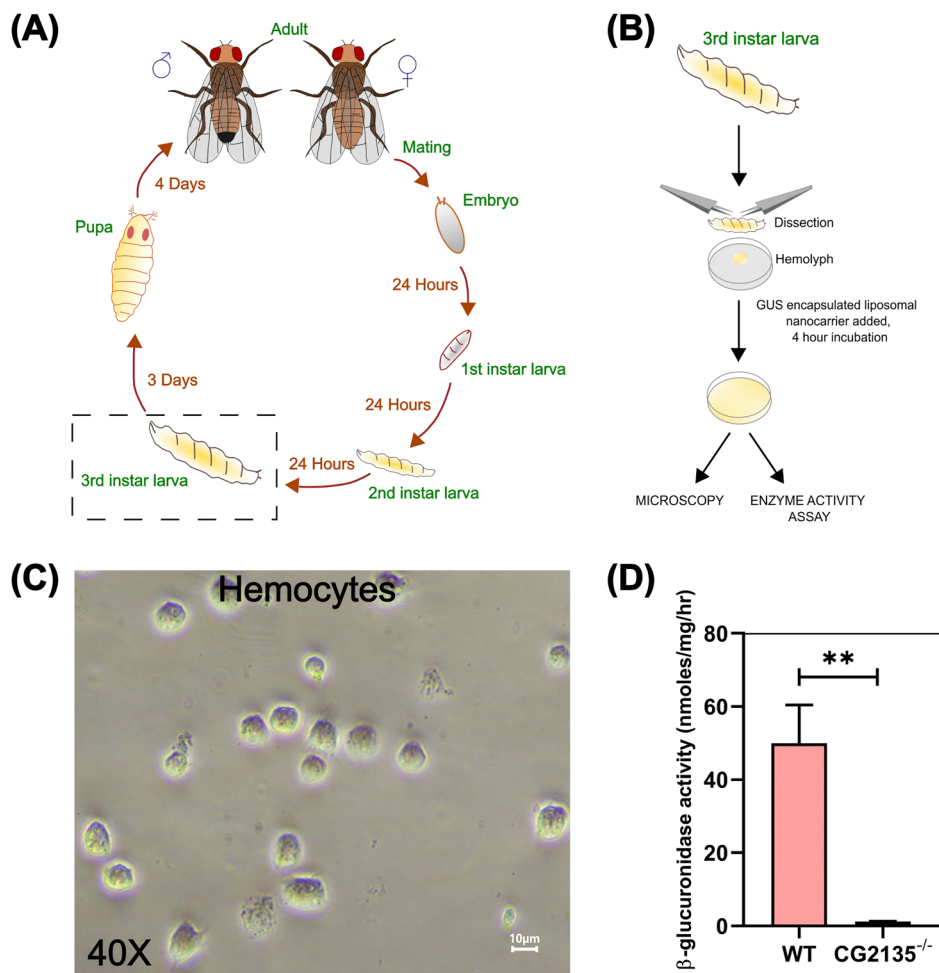 (A)
Adult
♂
♀
Mating
4 Days
Embryo
Pupa
24 Hours
1st instar larva
3 Days
24 Hours
3rd instar larva
24 Hours
2nd instar larva
(B)
3rd instar larva
Dissection
Hemolyph
GUS encapsulated liposomal
nanocarrier added,
4 hour incubation
MICROSCOPY
ENZYME ACTIVITY
ASSAY
(C)
Hemocytes
40X
10μm
(D)
β-glucuronidase activity (nmoles/mg/hr)
80
60
40
20
0
**
WT
CG2135-/-